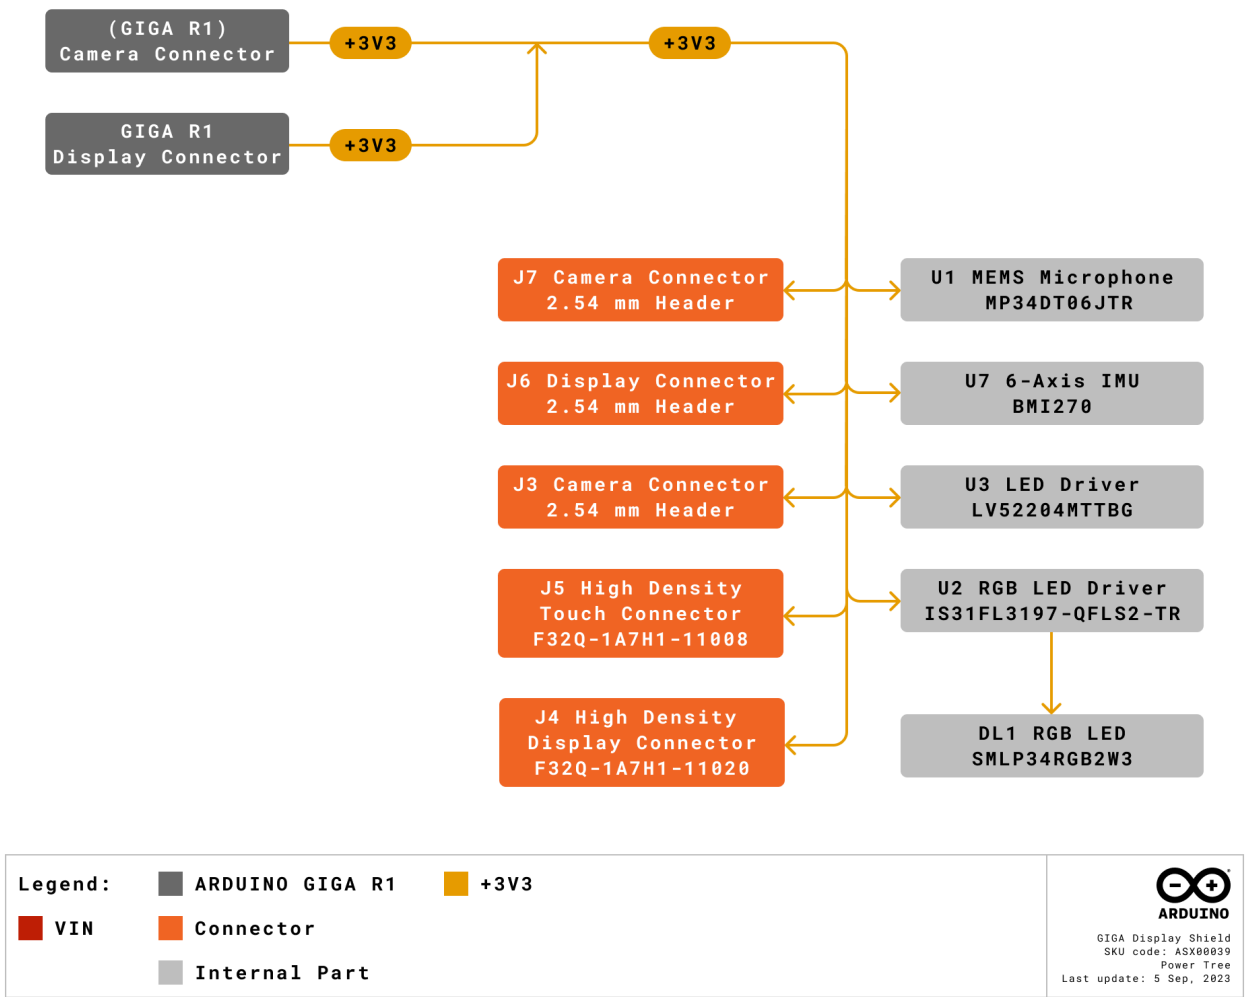 (GIGA R1)
Camera Connector
+3V3
+3V3
GIGA R1
Display Connector
+3V3
J7 Camera Connector
2.54 mm Header
U1 MEMS Microphone
MP34DT06JTR
J6 Display Connector
2.54 mm Header
U7 6-Axis IMU
BMI270
J3 Camera Connector
2.54 mm Header
U3 LED Driver
LV52204MTTBG
J5 High Density
Touch Connector
F32Q-1A7H1-11008
U2 RGB LED Driver
IS31FL3197-QFLS2-TR
J4 High Density
Display Connector
F32Q-1A7H1-11020
DL1 RGB LED
SMLP34RGB2W3
Legend:
ARDUINO GIGA R1
+3V3
VIN
Connector
Internal Part
ARDUINO
GIGA Display Shield
SKU code: ASX00039
Power Tree
Last update: 5 Sep, 2023